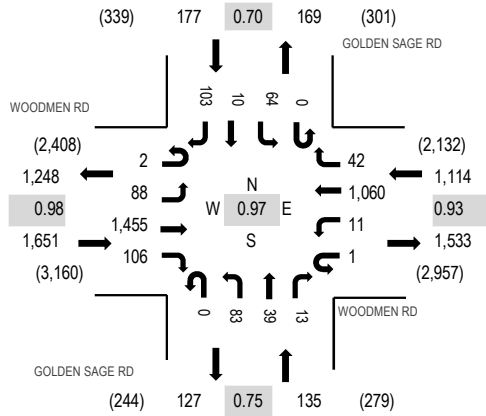 (339) 177 0.70 169 (301)
GOLDEN SAGE RD
103 10 64 0
WOODMEN RD
(2,408) (2,132)
2 42
1,248 1,114
88 N 1,060
0.98 W 0.97 E 0.93
1,455 11
1,651 S 1,533
106 1
(3,160) (2,957)
0 83 39 13
WOODMEN RD
GOLDEN SAGE RD
(244) 127 0.75 135 (279)